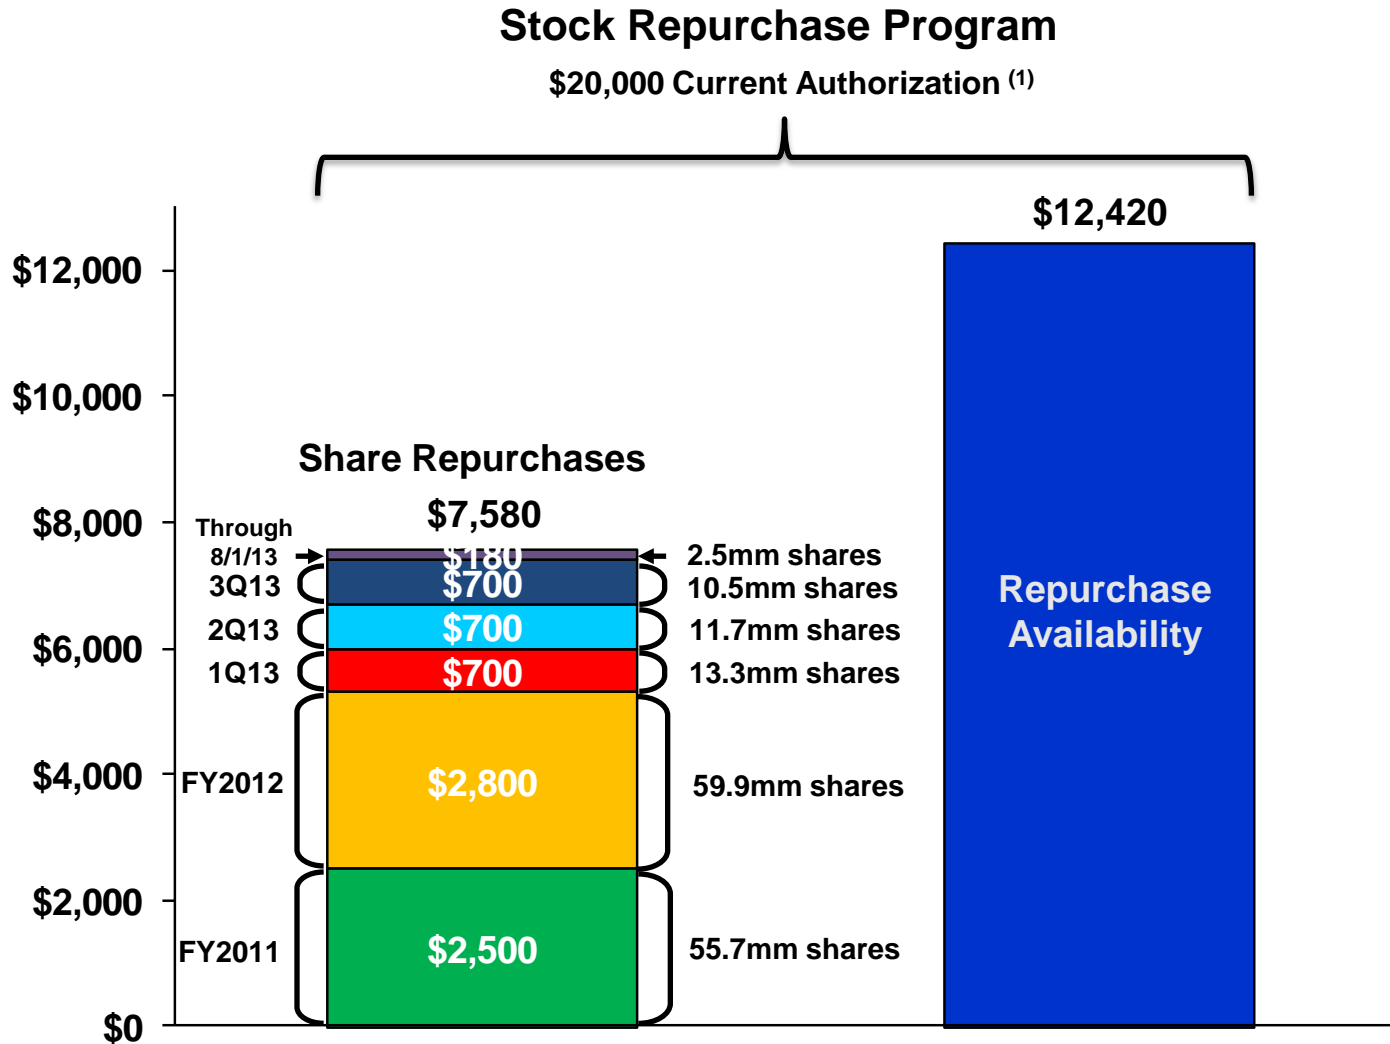 Stock Repurchase Program
$20,000 Current Authorization (1)
$12,420
$12,000
$10,000
Share Repurchases
$7,580
$8,000
Through
8/1/13
$180
2.5mm shares
3Q13
$700
10.5mm shares
2Q13
$700
11.7mm shares
$6,000
1Q13
$700
13.3mm shares
Repurchase
Availability
$4,000
FY2012
$2,800
59.9mm shares
$2,000
FY2011
$2,500
55.7mm shares
$0